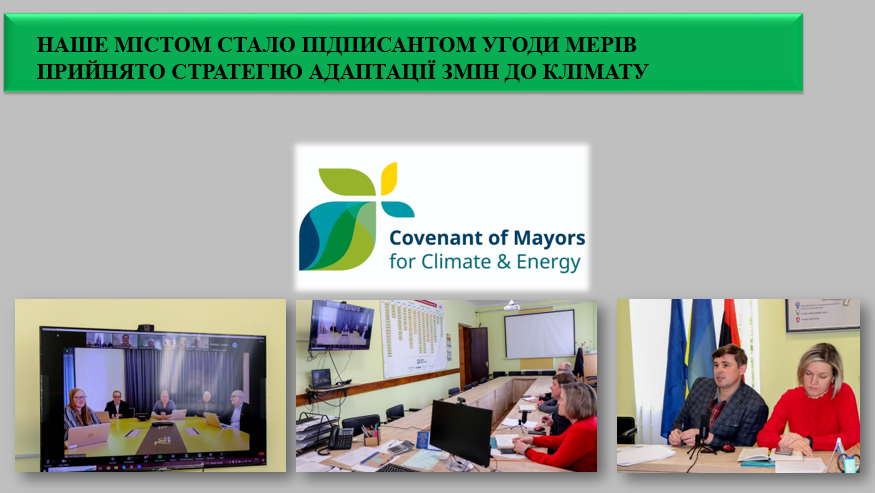 НАШЕ МІСТОМ СТАЛО ПІДПИСАНТОМ УГОДИ МЕРІВ
ПРИЙНЯТО СТРАТЕГІЮ АДАПТАЦІЇ ЗМІН ДО КЛІМАТУ
Covenant of Mayors
for Climate & Energy